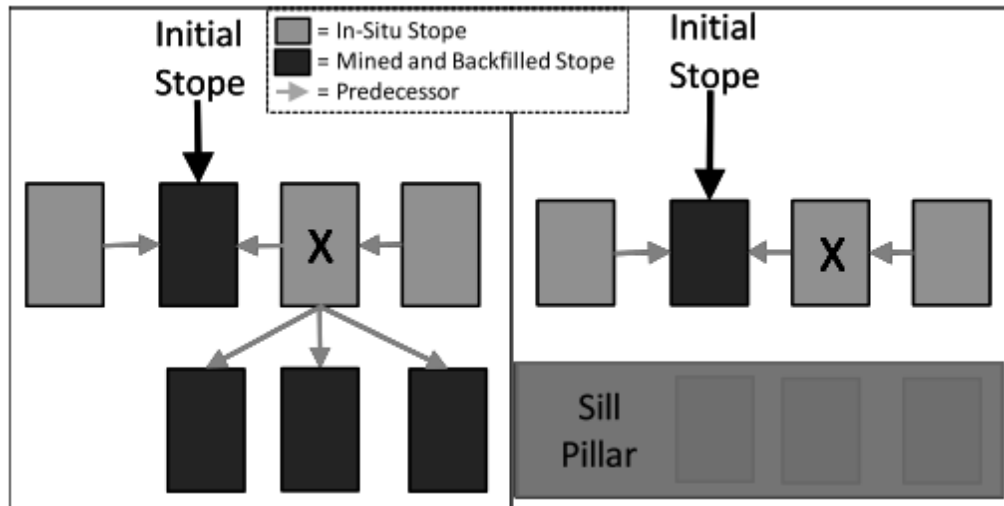 Initial
Stope
= In-Situ Stope
= Mined and Backfilled Stope
= Predecessor
Initial
Stope
X
X
Sill
Pillar